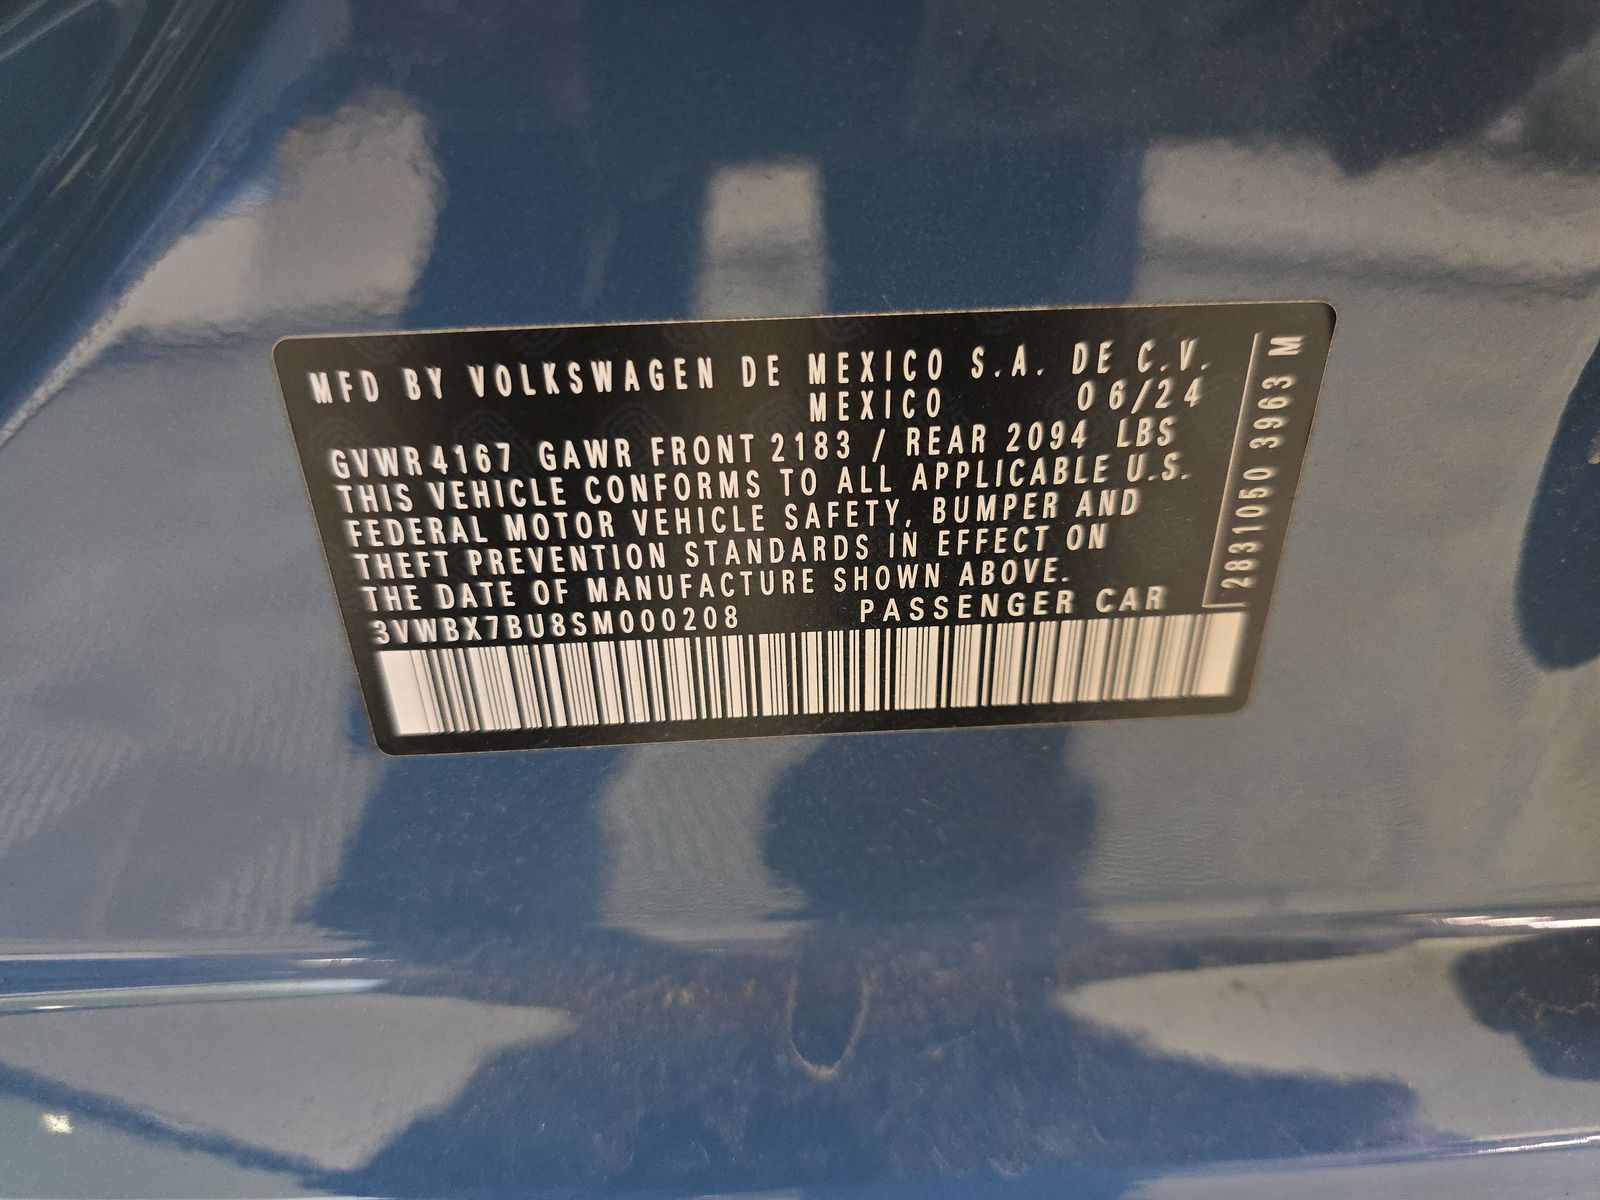 MFD BY VOLKSWAGEN DE MEXICO S.A. DE C.V.
MEXICO 06/24
GVWR 4167 GAWR FRONT 2183 / REAR 2094 LBS
THIS VEHICLE CONFORMS TO ALL APPLICABLE U.S.
FEDERAL MOTOR VEHICLE SAFETY, BUMPER AND
THEFT PREVENTION STANDARDS IN EFFECT ON
THE DATE OF MANUFACTURE SHOWN ABOVE.
3VWBX7BU8SM000208 PASSENGER CAR
2831050 3963 M